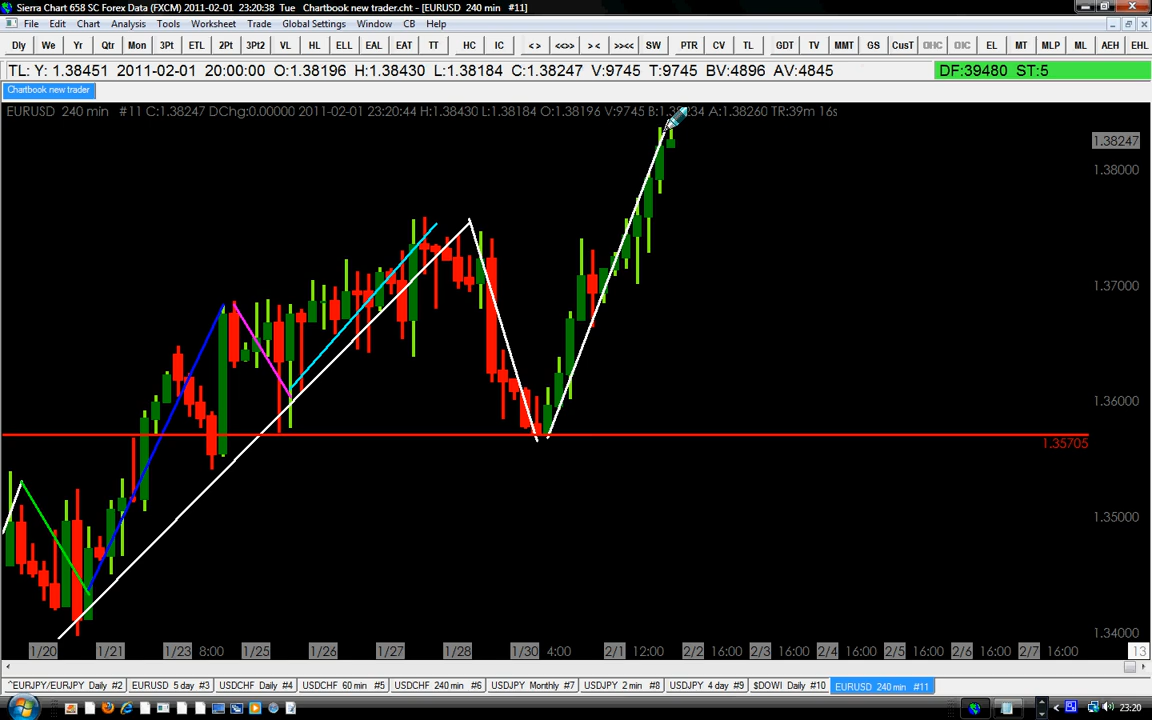 Sierra Chart 658 SC Forex Data (FXCM) 2011-02-01 23:20:38 Tue Chartbook new trader.cht - [EURUSD 240 min #11]
File Edit Chart Analysis Tools Worksheet Trade Global Settings Window CB Help
Dly We Yr Qtr Mon 3Pt ETL 2Pt 3Pt2 VL HL ELL EAL EAT TT HC IC <> <<>> >< >><< SW PTR CV TL GDT TV MMT GS CusT OHC OIC EL MT MLP ML AEH EHL
TL: Y: 1.38451 2011-02-01 20:00:00 O:1.38196 H:1.38430 L:1.38184 C:1.38247 V:9745 T:9745 BV:4896 AV:4845 DF:39480 ST:5
Chartbook new trader
EURUSD 240 min #11 C:1.38247 DChg:0.00000 2011-02-01 23:20:44 H:1.38430 L:1.38184 O:1.38196 V:9745 A:1.38260 TR:39m 16s
1.38247
1.38000
1.37000
1.36000
1.35705
1.35000
1.34000
1/20 1/21 1/23 8:00 1/25 1/26 1/27 1/28 1/30 4:00 2/1 12:00 2/2 16:00 2/3 16:00 2/4 16:00 2/5 16:00 2/6 16:00 2/7 16:00 13
^EURJPY/EURJPY Daily #2 EURUSD 5 day #3 USDCHF Daily #4 USDCHF 60 min #5 USDCHF 240 min #6 USDJPY Monthly #7 USDJPY 2 min #8 USDJPY 4 day #9 $DOWI Daily #10 EURUSD 240 min #11
23:20